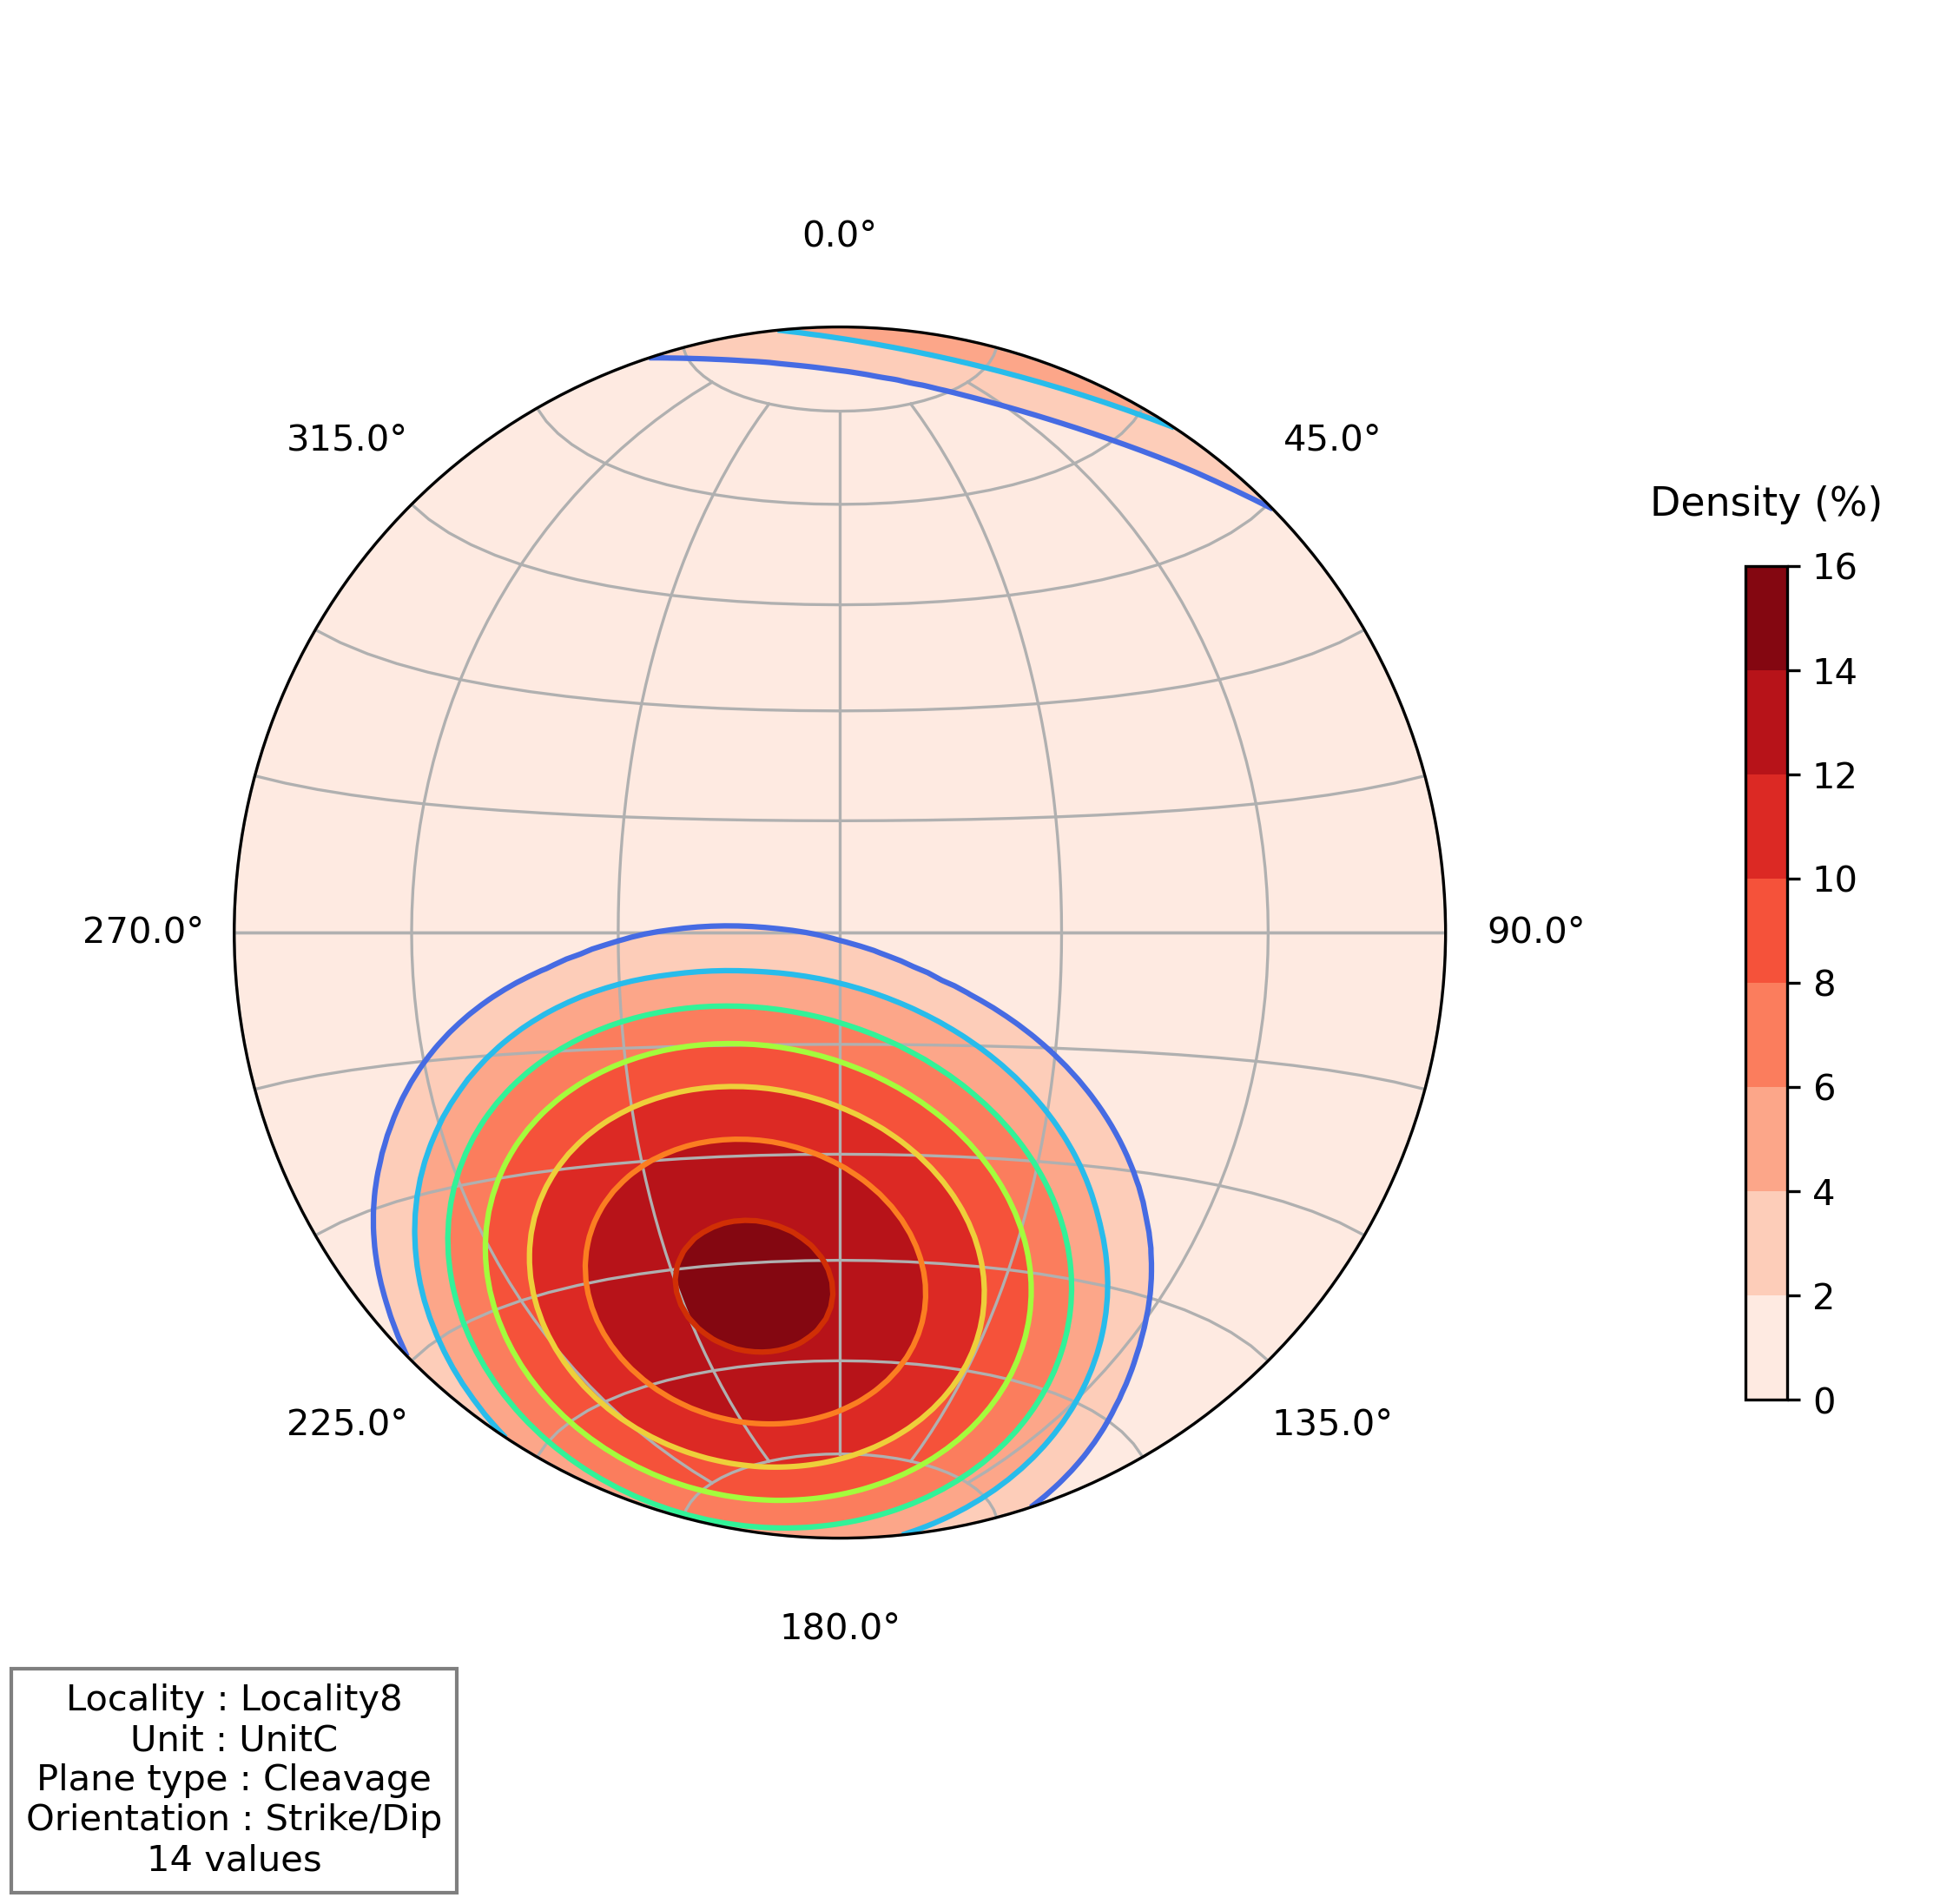 0.0°
315.0°
45.0°
Density (%)
16
14
12
10
8
6
4
2
0
270.0°
90.0°
225.0°
135.0°
180.0°
Locality : Locality8
Unit : UnitC
Plane type : Cleavage
Orientation : Strike/Dip
14 values